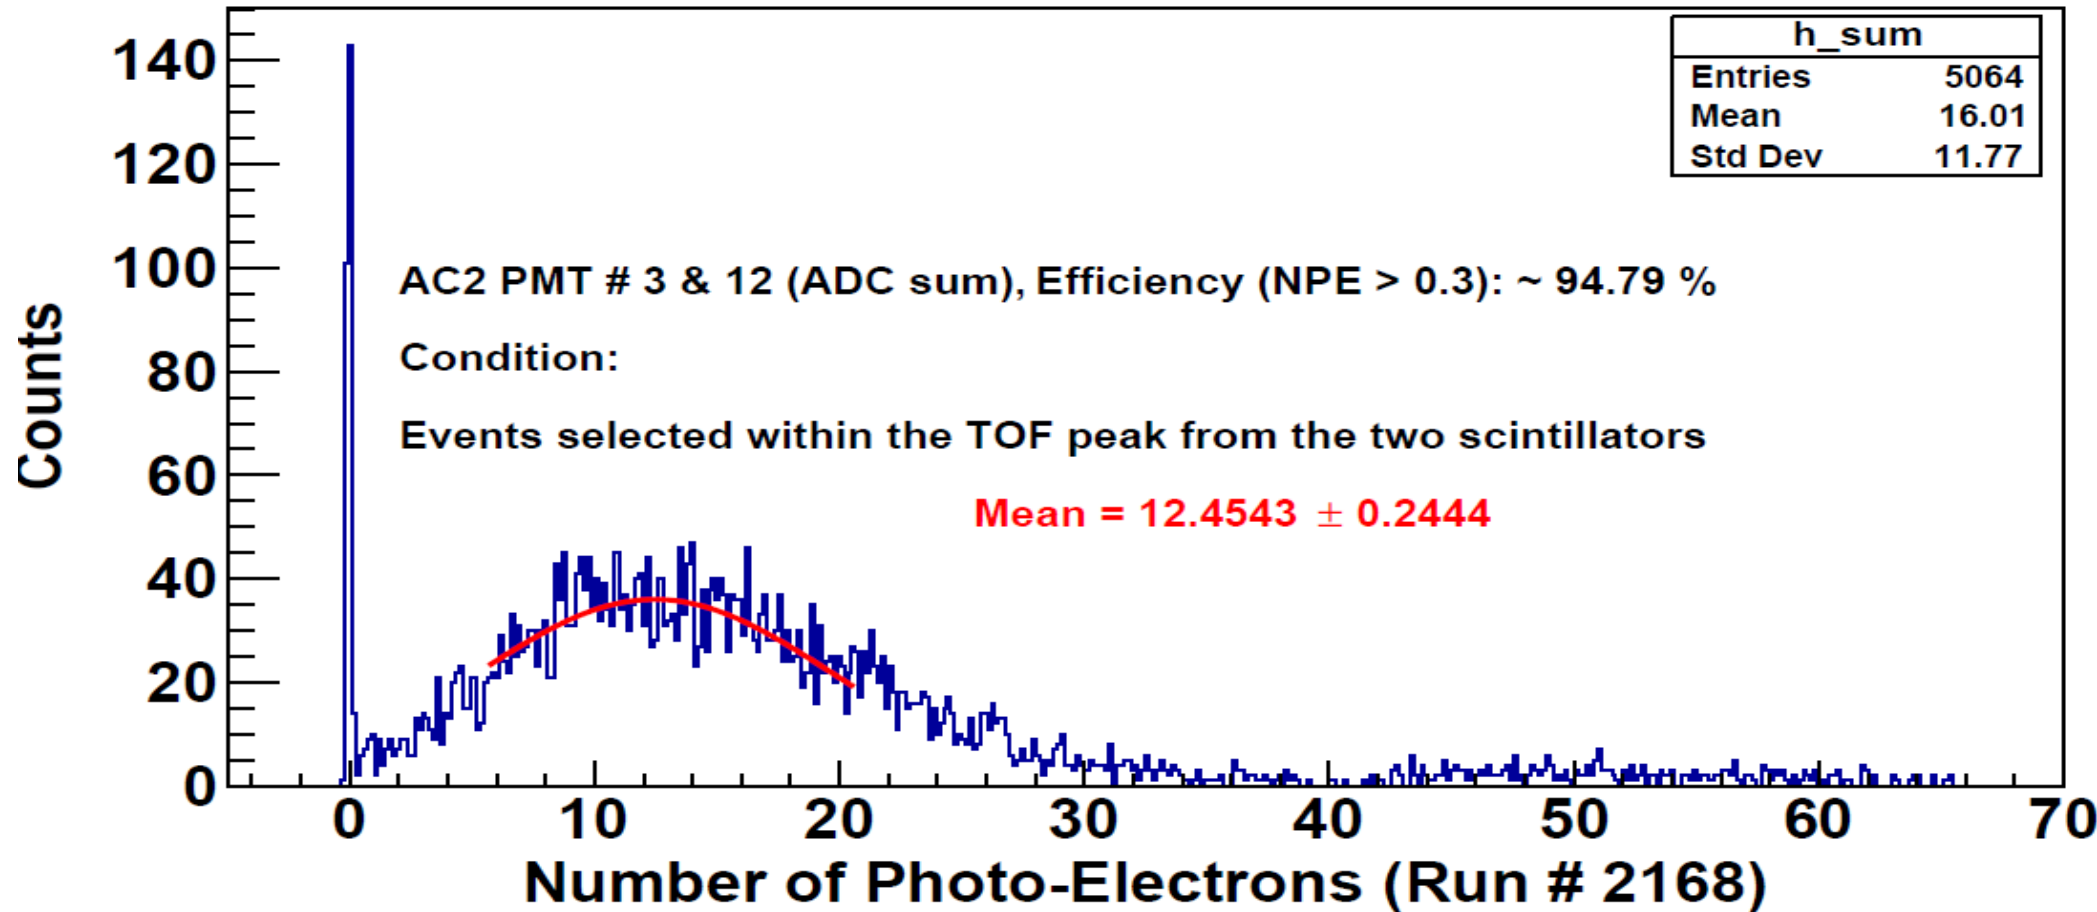 h_sum
Entries 5064
Mean 16.01
Std Dev 11.77
AC2 PMT # 3 & 12 (ADC sum), Efficiency (NPE > 0.3): ~ 94.79 %
Condition:
Events selected within the TOF peak from the two scintillators
Mean = 12.4543 ± 0.2444
Counts
140
120
100
80
60
40
20
0
0 10 20 30 40 50 60 70
Number of Photo-Electrons (Run # 2168)